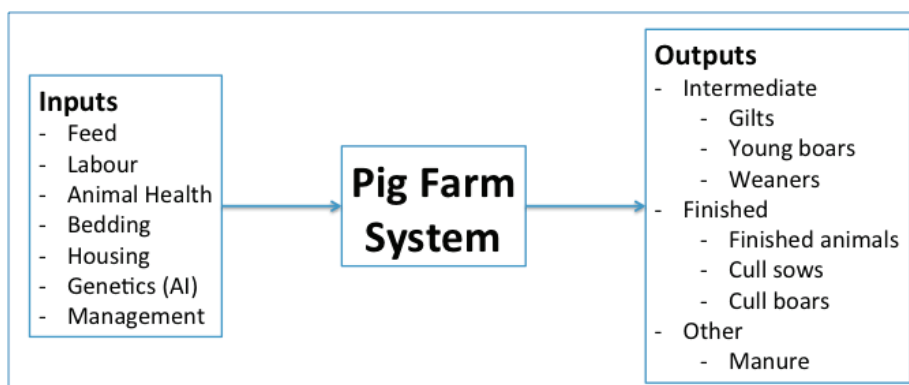 Inputs
- Feed
- Labour
- Animal Health
- Bedding
- Housing
- Genetics (AI)
- Management
Pig Farm
System
Outputs
- Intermediate
- Gilts
- Young boars
- Weaners
- Finished
- Finished animals
- Cull sows
- Cull boars
- Other
- Manure